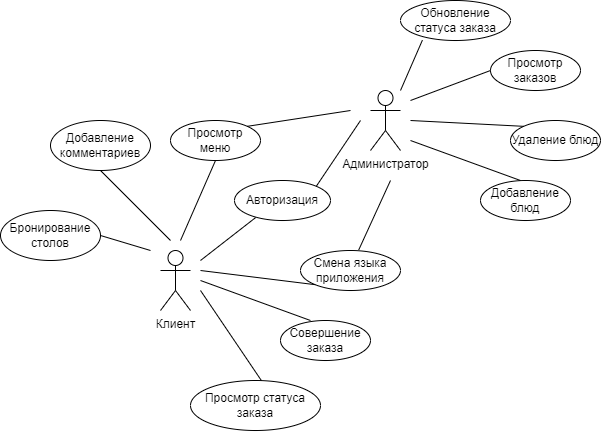 Обновление
статуса заказа
Просмотр
заказов
Добавление
комментариев
Просмотр
меню
Удаление блюд
Администратор
Авторизация
Добавление
блюд
Бронирование
столов
Смена языка
приложения
Клиент
Совершение
заказа
Просмотр статуса
заказа